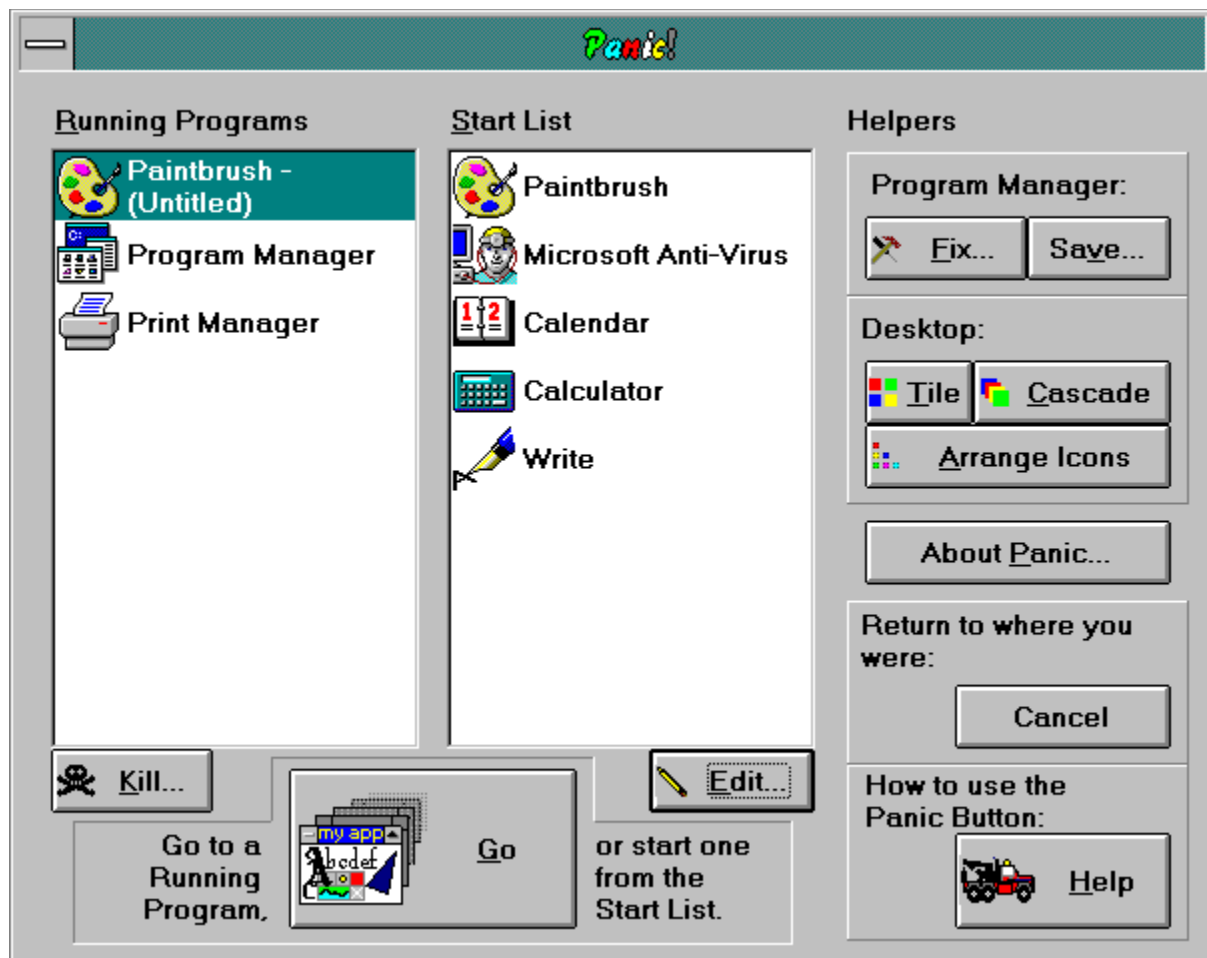 Panic!
Running Programs
Paintbrush -
(Untitled)
Program Manager
Print Manager
Kill...
Start List
Paintbrush
Microsoft Anti-Virus
Calendar
Calculator
Write
Edit...
Go to a
Running
Program,
my app
Abcdef
Go
or start one
from the
Start List.
Helpers
Program Manager:
Fix...
Save...
Desktop:
Tile
Cascade
Arrange Icons
About Panic...
Return to where you
were:
Cancel
How to use the
Panic Button:
Help
C:
1 2